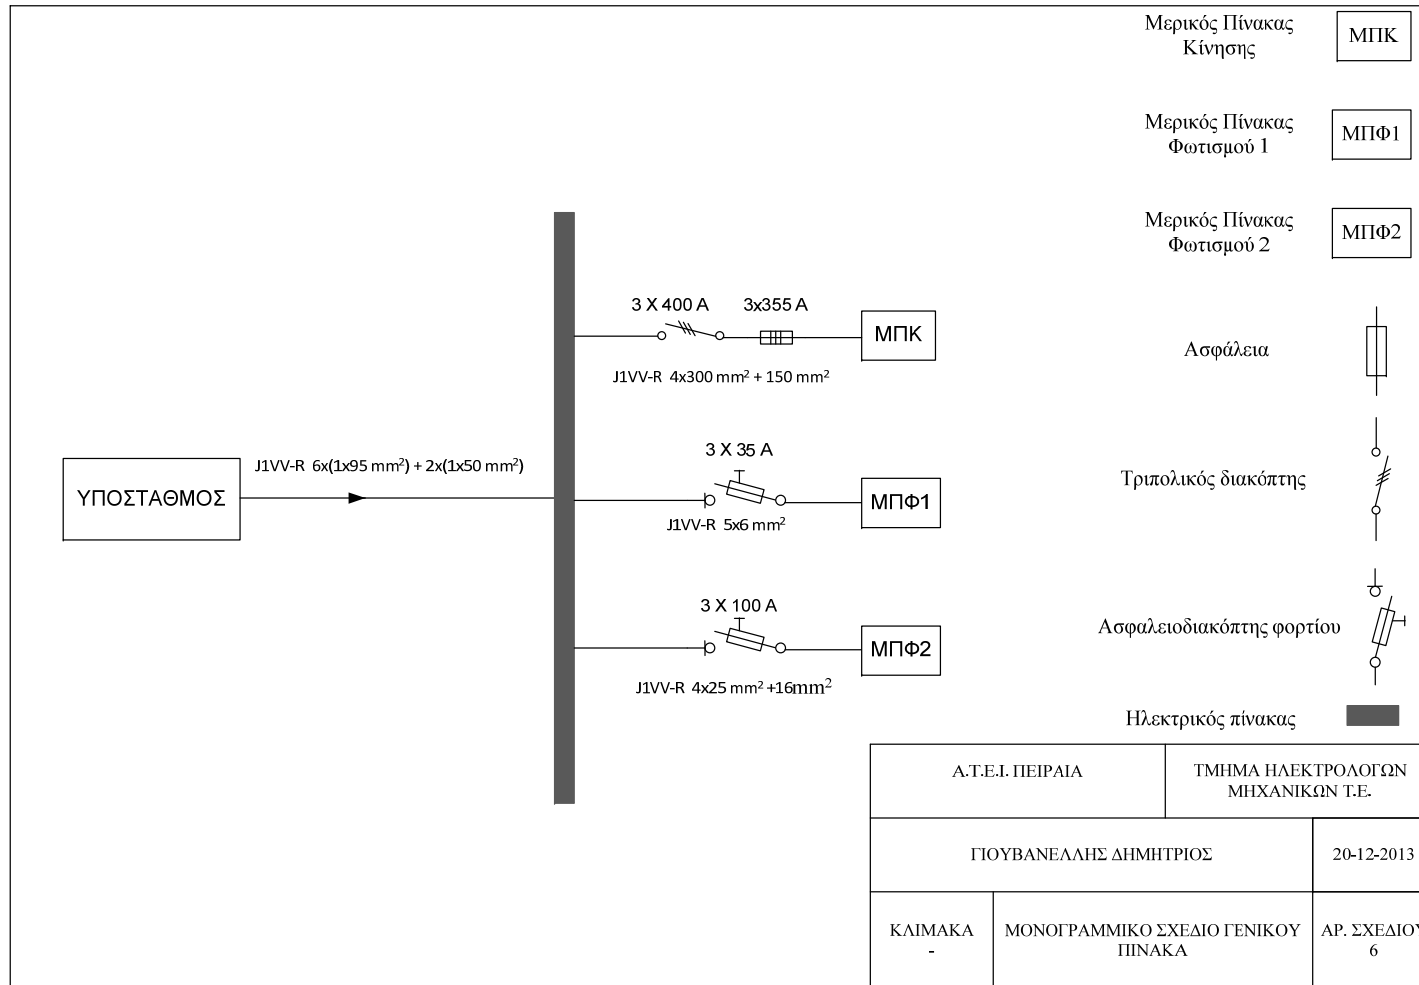 Μερικός Πίνακας
Κίνησης
ΜΠΚ
Μερικός Πίνακας
Φωτισμού 1
ΜΠΦ1
Μερικός Πίνακας
Φωτισμού 2
ΜΠΦ2
3 X 400 A 3x355 A
ΜΠΚ
J1VV-R 4x300 mm² + 150 mm²
Ασφάλεια
3 X 35 A
J1VV-R 6x(1x95 mm²) + 2x(1x50 mm²)
ΥΠΟΣΤΑΘΜΟΣ
ΜΠΦ1
J1VV-R 5x6 mm²
Τριπολικός διακόπτης
3 X 100 A
ΜΠΦ2
J1VV-R 4x25 mm² +16mm²
Ασφαλειοδιακόπτης φορτίου
Ηλεκτρικός πίνακας
Α.Τ.Ε.Ι. ΠΕΙΡΑΙΑ
ΤΜΗΜΑ ΗΛΕΚΤΡΟΛΟΓΩΝ
ΜΗΧΑΝΙΚΩΝ Τ.Ε.
ΓΙΟΥΒΑΝΕΛΛΗΣ ΔΗΜΗΤΡΙΟΣ
20-12-2013
ΚΛΙΜΑΚΑ
-
ΜΟΝΟΓΡΑΜΜΙΚΟ ΣΧΕΔΙΟ ΓΕΝΙΚΟΥ
ΠΙΝΑΚΑ
ΑΡ. ΣΧΕΔΙΟΥ
6